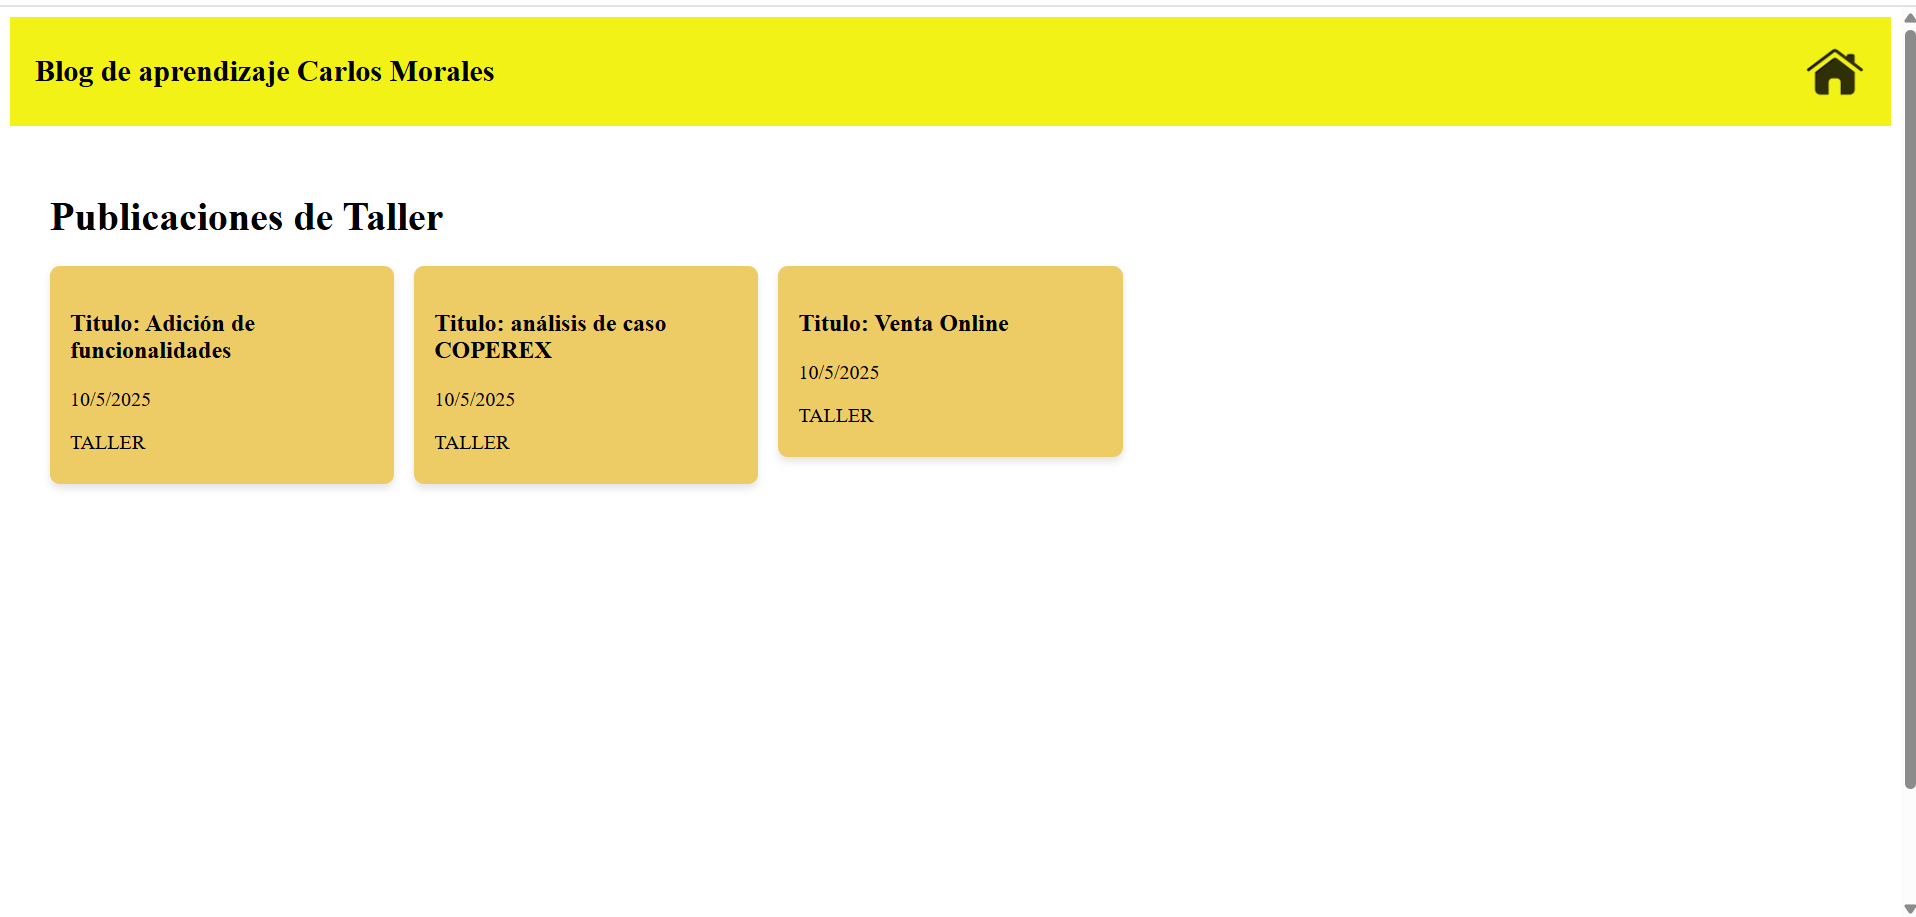 Blog de aprendizaje Carlos Morales
Publicaciones de Taller
Titulo: Adición de
funcionalidades
10/5/2025
TALLER
Titulo: análisis de caso
COPEREX
10/5/2025
TALLER
Titulo: Venta Online
10/5/2025
TALLER